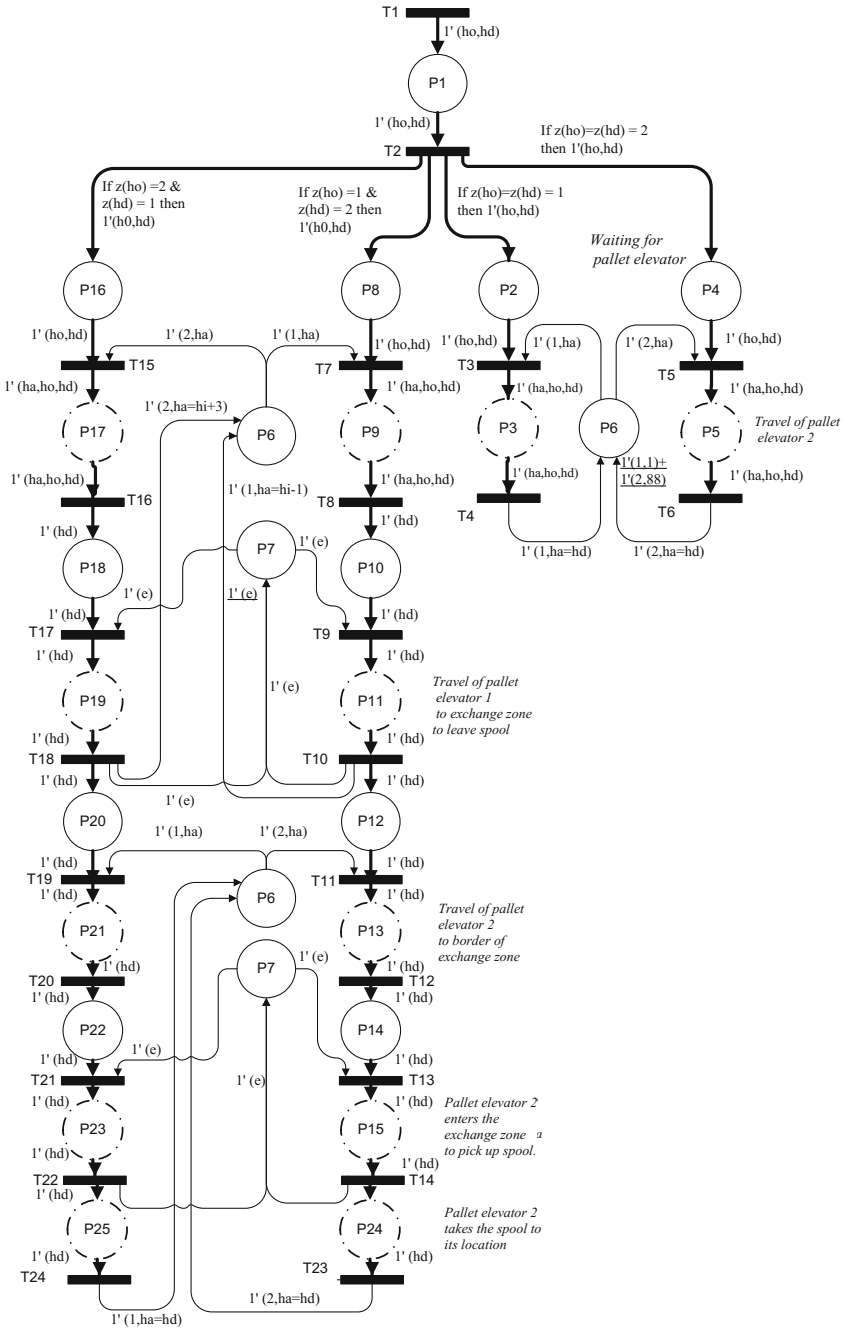 T1
1' (ho,hd)
P1
1' (ho,hd)
T2
If z(ho)=z(hd) = 2
then 1'(ho,hd)
If z(ho) =2 &
z(hd) = 1 then
1'(h0,hd)
If z(ho) =1 &
z(hd) = 2 then
1'(h0,hd)
If z(ho)=z(hd) = 1
then 1'(ho,hd)
Waiting for
pallet elevator
P16
P8
P2
P4
1' (ho,hd)
1' (2,ha)
1' (1,ha)
1' (ho,hd)
1' (ho,hd)
1' (1,ha)
1' (2,ha)
1' (ho,hd)
T15
T7
T3
T5
1' (ha,ho,hd)
1' (ha,ho,hd)
1' (ha,ho,hd)
1' (ha,ho,hd)
1' (2,ha=hi+3)
P17
P6
P9
P3
P6
P5
Travel of pallet
elevator 2
1' (ha,ho,hd)
1' (1,ha=hi-1)
1' (ha,ho,hd)
1' (ha,ho,hd)
1'(1,1)+
1'(2,88)
1' (ha,ho,hd)
T16
T8
T4
T6
1' (hd)
1' (hd)
1' (1,ha=hd)
1' (2,ha=hd)
P18
P7
1' (e)
P10
1' (e)
1' (e)
1' (hd)
1' (hd)
T17
T9
1' (hd)
1' (hd)
P19
1' (e)
P11
Travel of pallet
elevator 1
to exchange zone
to leave spool
1' (hd)
1' (hd)
T18
T10
1' (hd)
1' (hd)
1' (e)
P20
P12
1' (1,ha)
1' (2,ha)
1' (hd)
1' (hd)
T19
T11
1' (hd)
1' (hd)
P6
P21
P13
Travel of pallet
elevator 2
to border of
exchange zone
1' (hd)
1' (hd)
T20
P7
1' (e)
T12
1' (hd)
1' (hd)
P22
P14
1' (e)
1' (hd)
1' (hd)
T21
1' (e)
T13
1' (hd)
1' (hd)
P23
P15
Pallet elevator 2
enters the
exchange zone a
to pick up spool.
1' (hd)
1' (hd)
T22
T14
1' (hd)
P25
P24
Pallet elevator 2
takes the spool to
its location
1' (hd)
1' (hd)
T24
T23
1' (1,ha=hd)
1' (2,ha=hd)